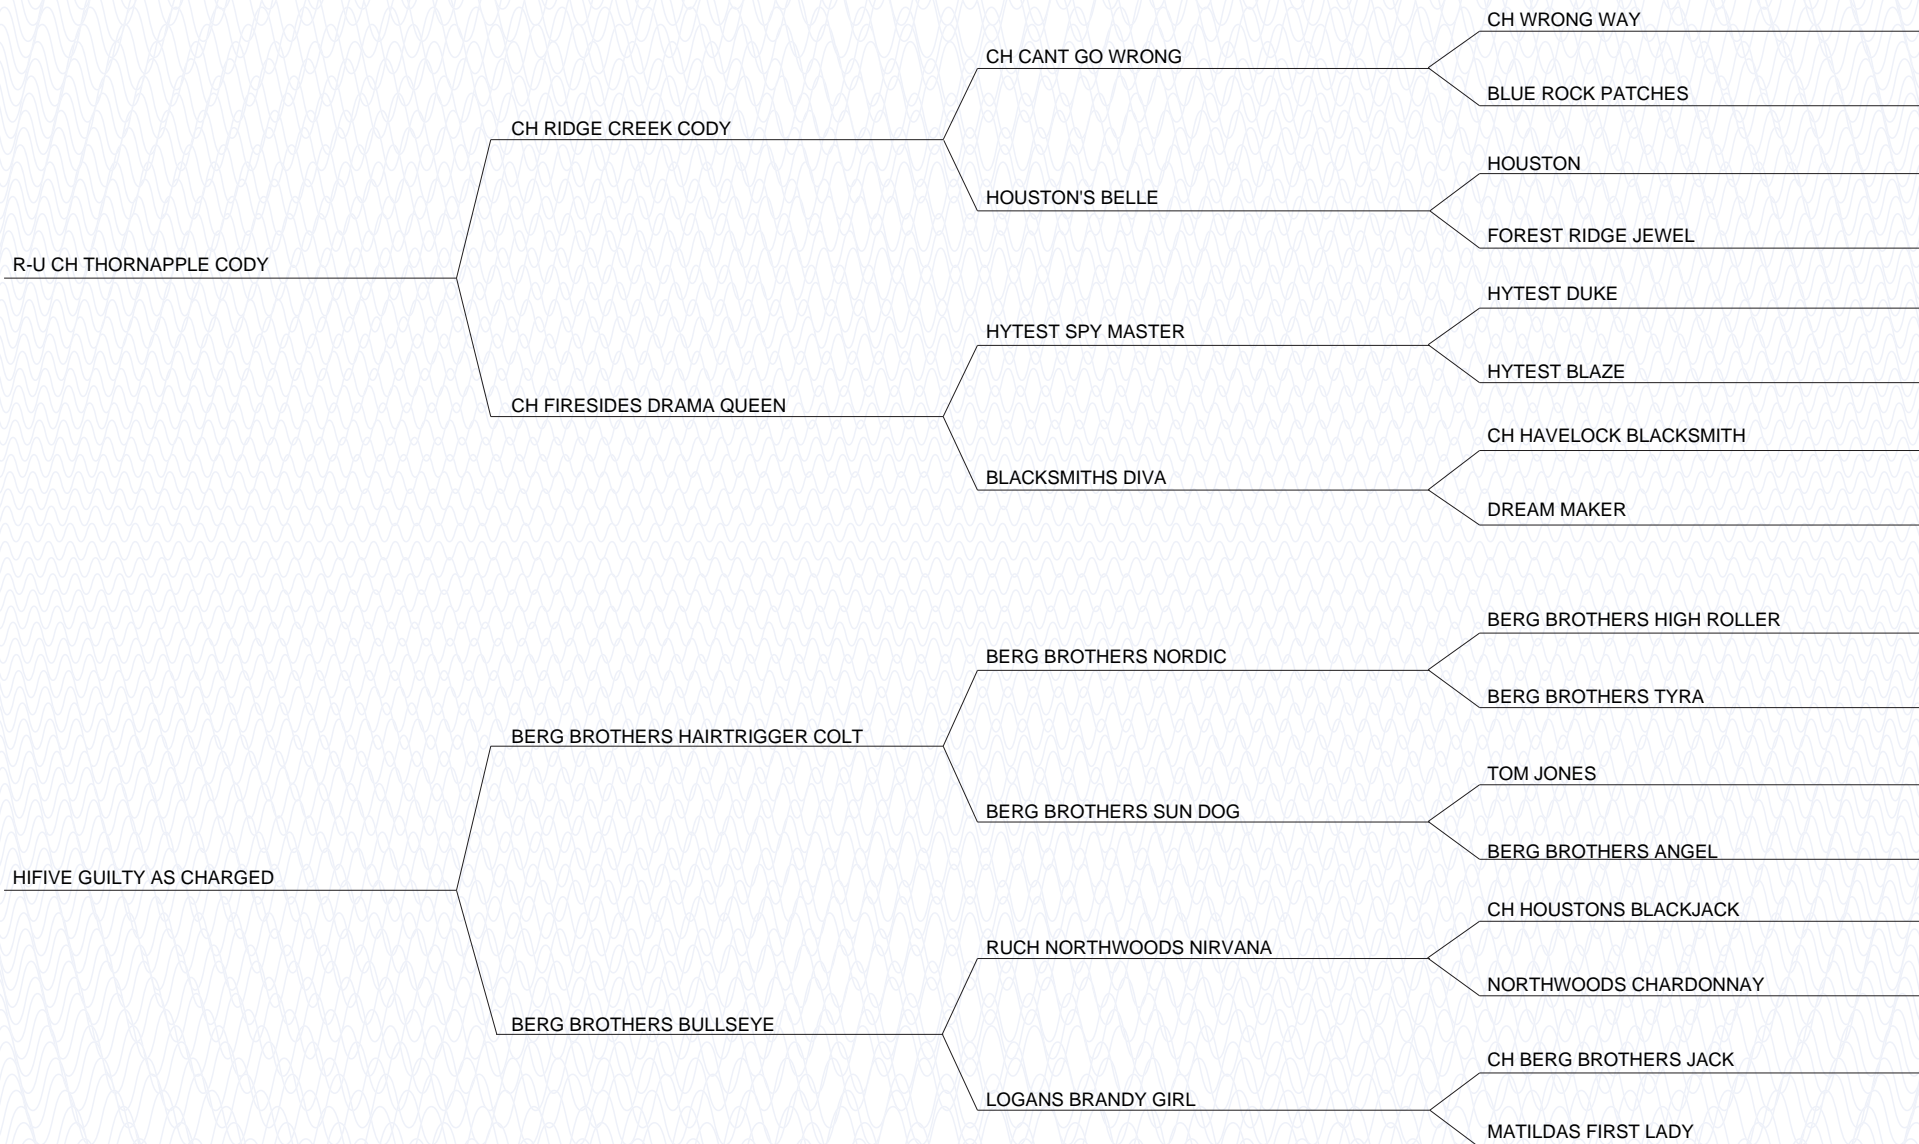 CH WRONG WAY
CH CANT GO WRONG
BLUE ROCK PATCHES
CH RIDGE CREEK CODY
HOUSTON
HOUSTON'S BELLE
FOREST RIDGE JEWEL
R-U CH THORNAPPLE CODY
HYTEST DUKE
HYTEST SPY MASTER
HYTEST BLAZE
CH FIRESIDES DRAMA QUEEN
CH HAVELOCK BLACKSMITH
BLACKSMITHS DIVA
DREAM MAKER
BERG BROTHERS HIGH ROLLER
BERG BROTHERS NORDIC
BERG BROTHERS TYRA
BERG BROTHERS HAIRTRIGGER COLT
TOM JONES
BERG BROTHERS SUN DOG
BERG BROTHERS ANGEL
HIFIVE GUILTY AS CHARGED
CH HOUSTONS BLACKJACK
RUCH NORTHWOODS NIRVANA
NORTHWOODS CHARDONNAY
BERG BROTHERS BULLSEYE
CH BERG BROTHERS JACK
LOGANS BRANDY GIRL
MATILDAS FIRST LADY